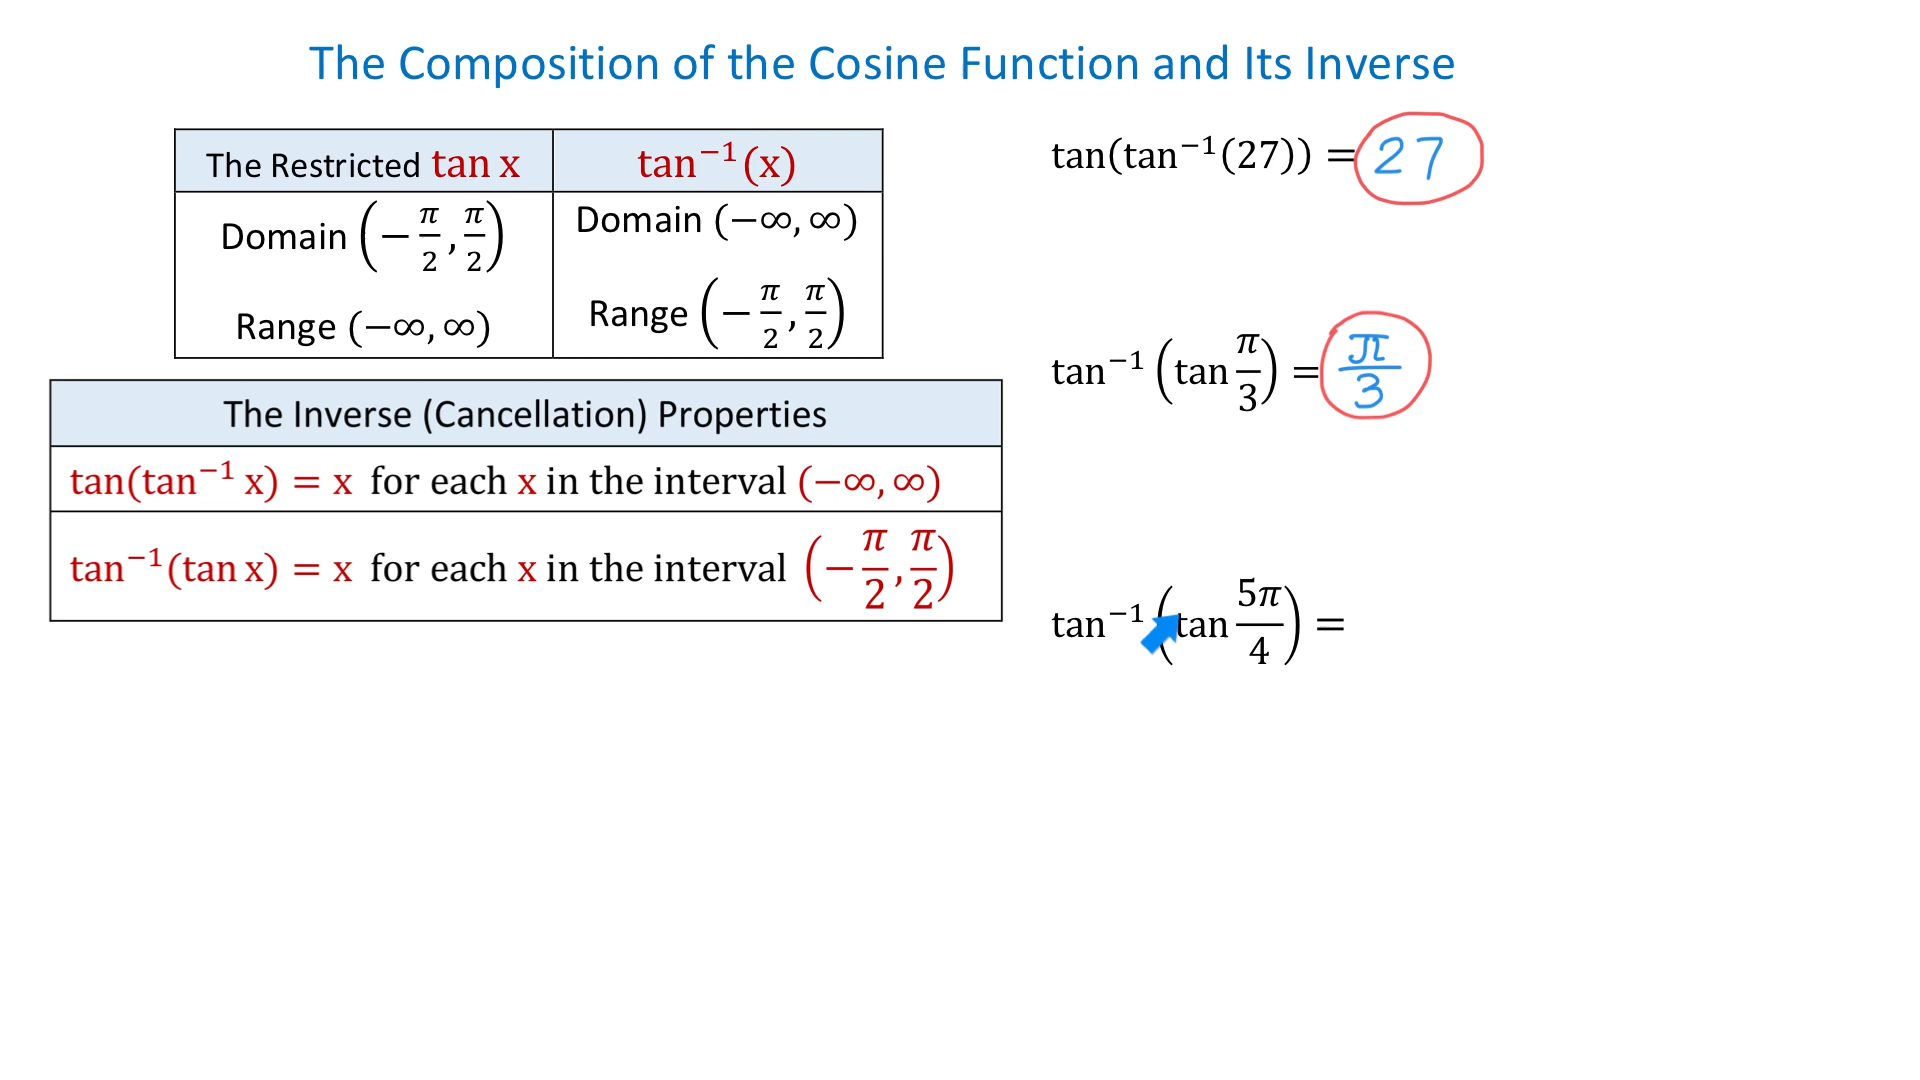 The Composition of the Cosine Function and Its Inverse
The Restricted tan x
tan⁻¹(x)
Domain (−π/2, π/2)
Range (−∞, ∞)
Domain (−∞, ∞)
Range (−π/2, π/2)
The Inverse (Cancellation) Properties
tan(tan⁻¹ x) = x for each x in the interval (−∞, ∞)
tan⁻¹(tan x) = x for each x in the interval (−π/2, π/2)
tan(tan⁻¹(27)) = 27
tan⁻¹(tan π/3) = π/3
tan⁻¹(tan 5π/4) =